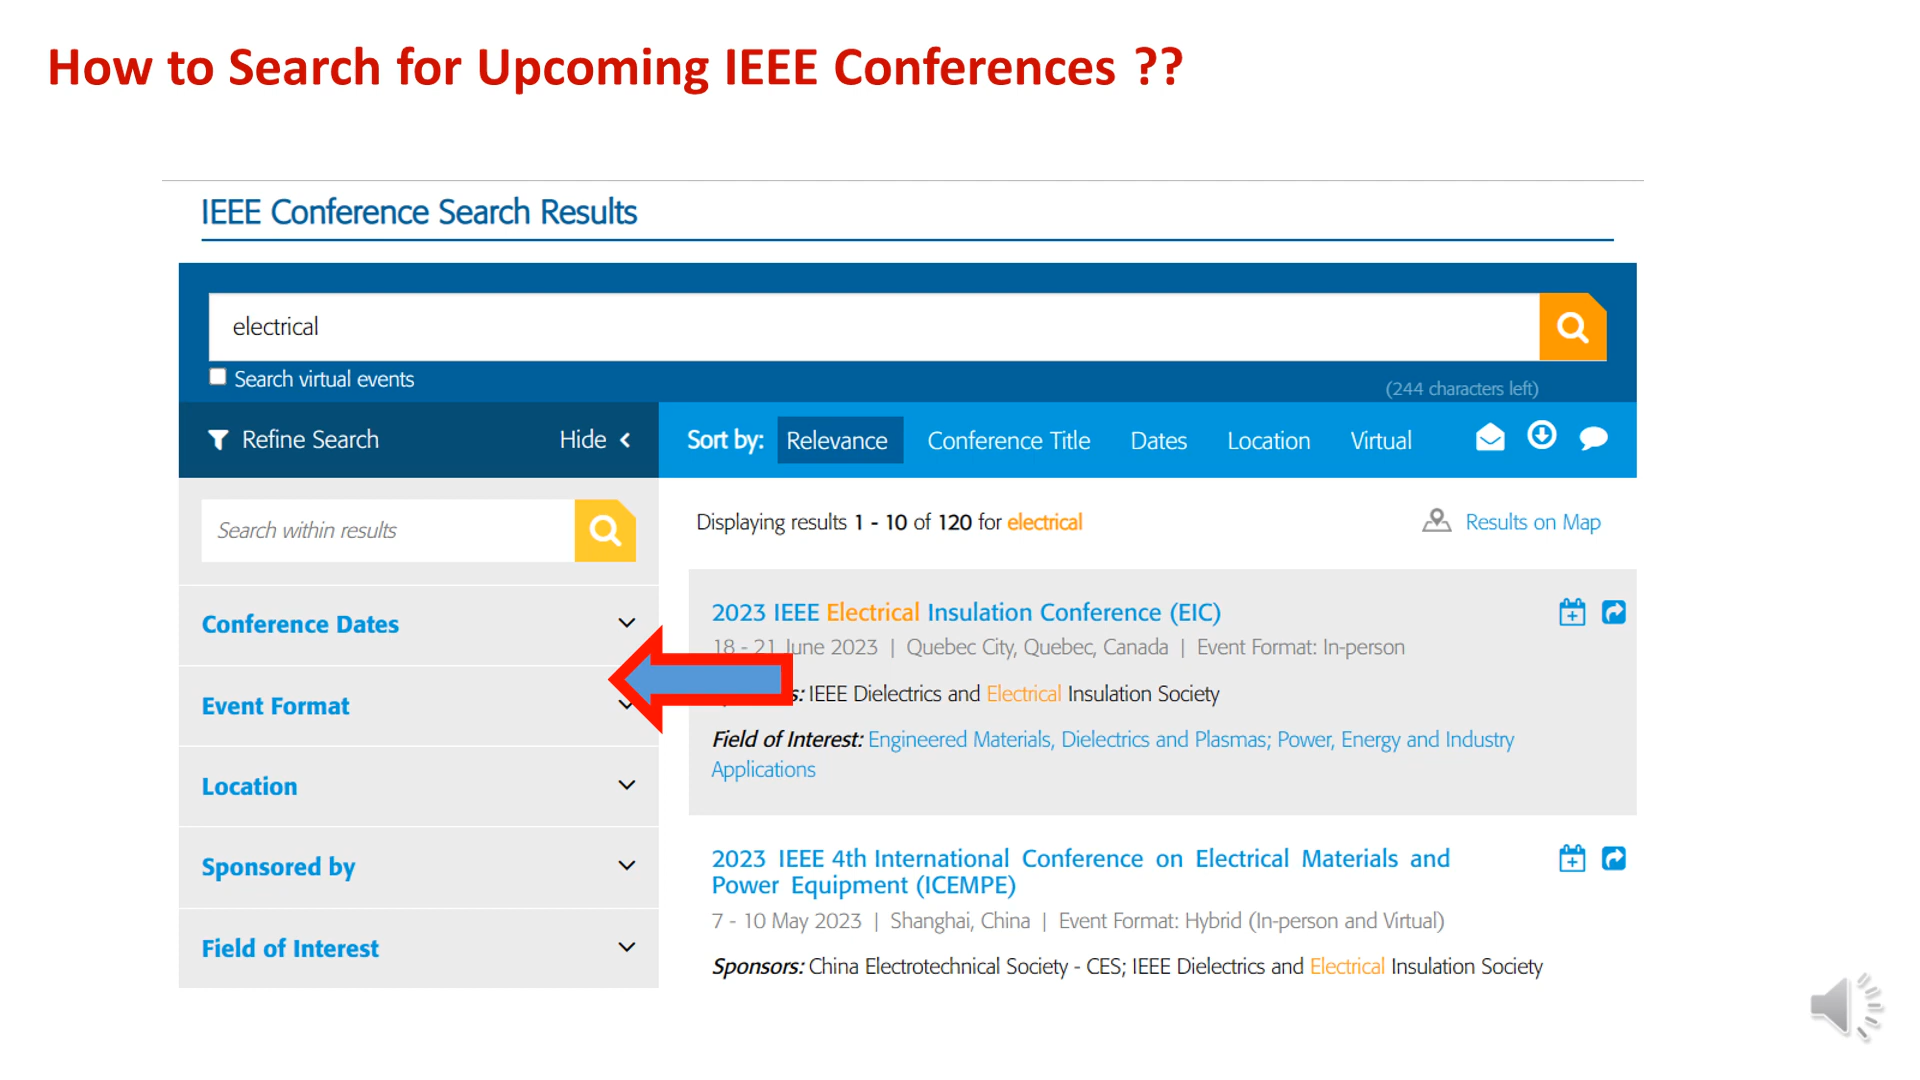 How to Search for Upcoming IEEE Conferences ??
IEEE Conference Search Results
electrical
Search virtual events
(244 characters left)
Refine Search
Hide
Sort by: Relevance Conference Title Dates Location Virtual
Search within results
Displaying results 1 - 10 of 120 for electrical
Results on Map
Conference Dates
Event Format
Location
Sponsored by
Field of Interest
2023 IEEE Electrical Insulation Conference (EIC)
18 - 21 June 2023 | Quebec City, Quebec, Canada | Event Format: In-person
IEEE Dielectrics and Electrical Insulation Society
Field of Interest: Engineered Materials, Dielectrics and Plasmas; Power, Energy and Industry
Applications
2023 IEEE 4th International Conference on Electrical Materials and
Power Equipment (ICEMPE)
7 - 10 May 2023 | Shanghai, China | Event Format: Hybrid (In-person and Virtual)
Sponsors: China Electrotechnical Society - CES; IEEE Dielectrics and Electrical Insulation Society